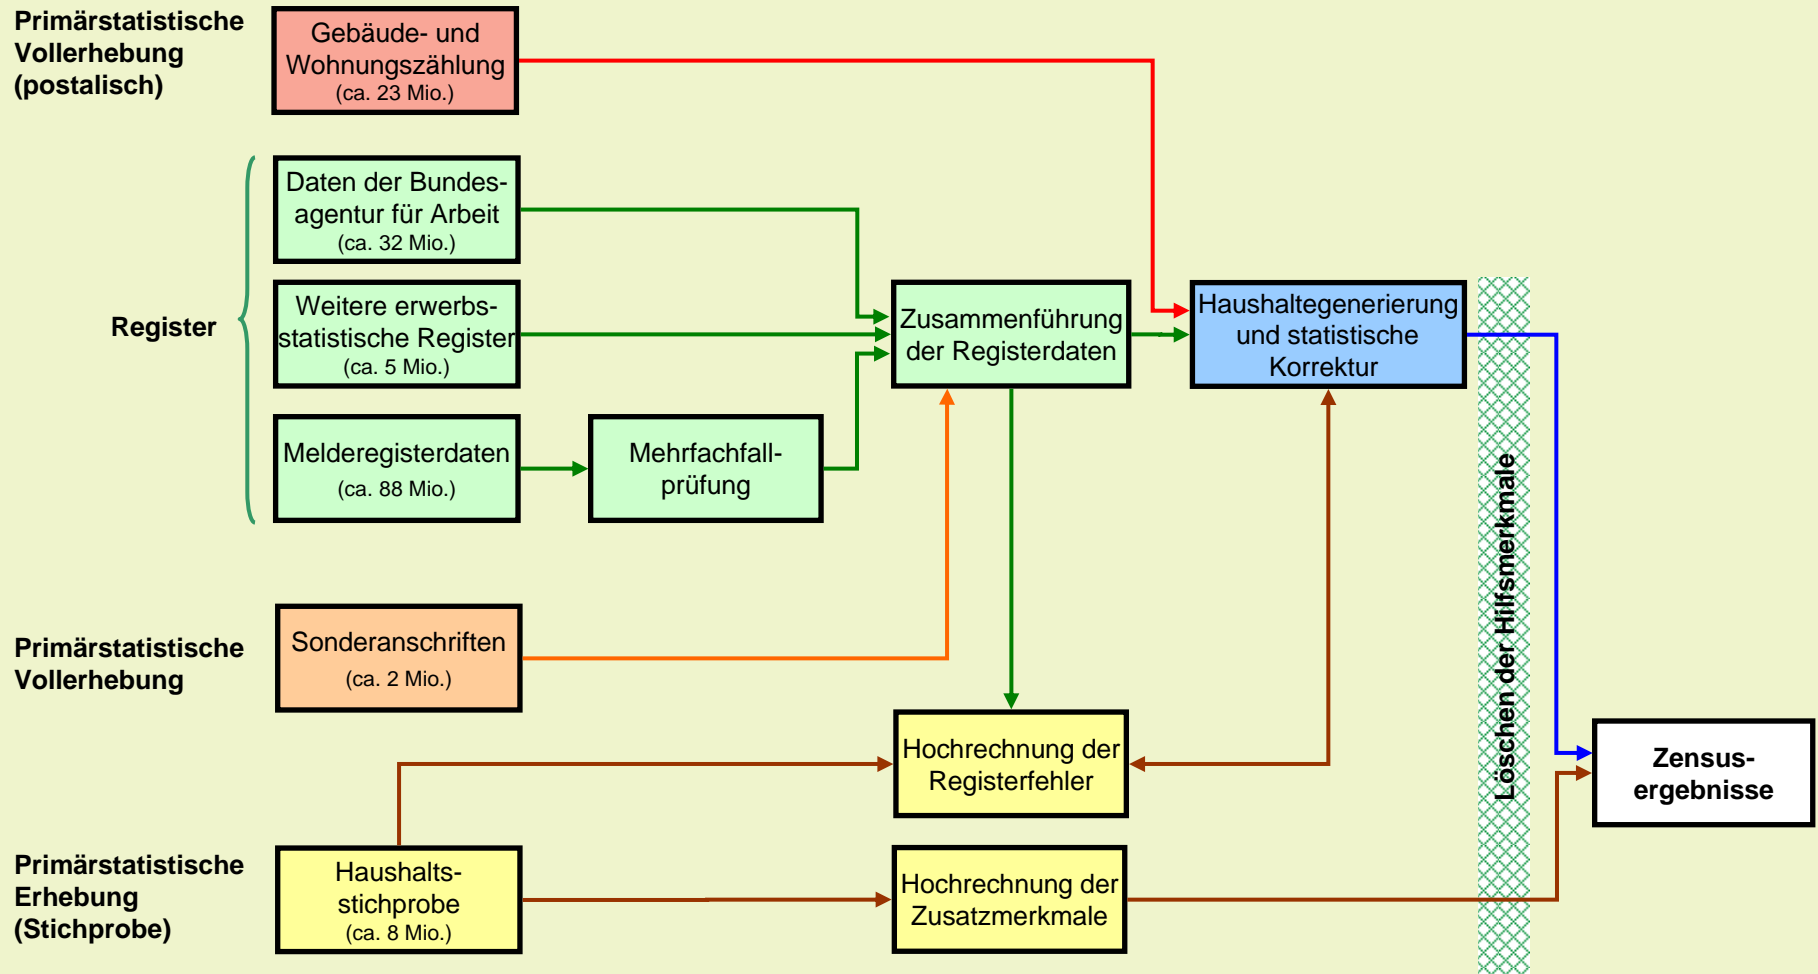 Primärstatistische
Vollerhebung
(postalisch)
Gebäude- und
Wohnungszählung
(ca. 23 Mio.)
Register
Daten der Bundes-
agentur für Arbeit
(ca. 32 Mio.)
Weitere erwerbs-
statistische Register
(ca. 5 Mio.)
Melderegisterdaten
(ca. 88 Mio.)
Mehrfachfall-
prüfung
Zusammenführung
der Registerdaten
Haushaltegenerierung
und statistische
Korrektur
Löschen der Hilfsmerkmale
Primärstatistische
Vollerhebung
Sonderanschriften
(ca. 2 Mio.)
Hochrechnung der
Registerfehler
Zensus-
ergebnisse
Primärstatistische
Erhebung
(Stichprobe)
Haushalts-
stichprobe
(ca. 8 Mio.)
Hochrechnung der
Zusatzmerkmale